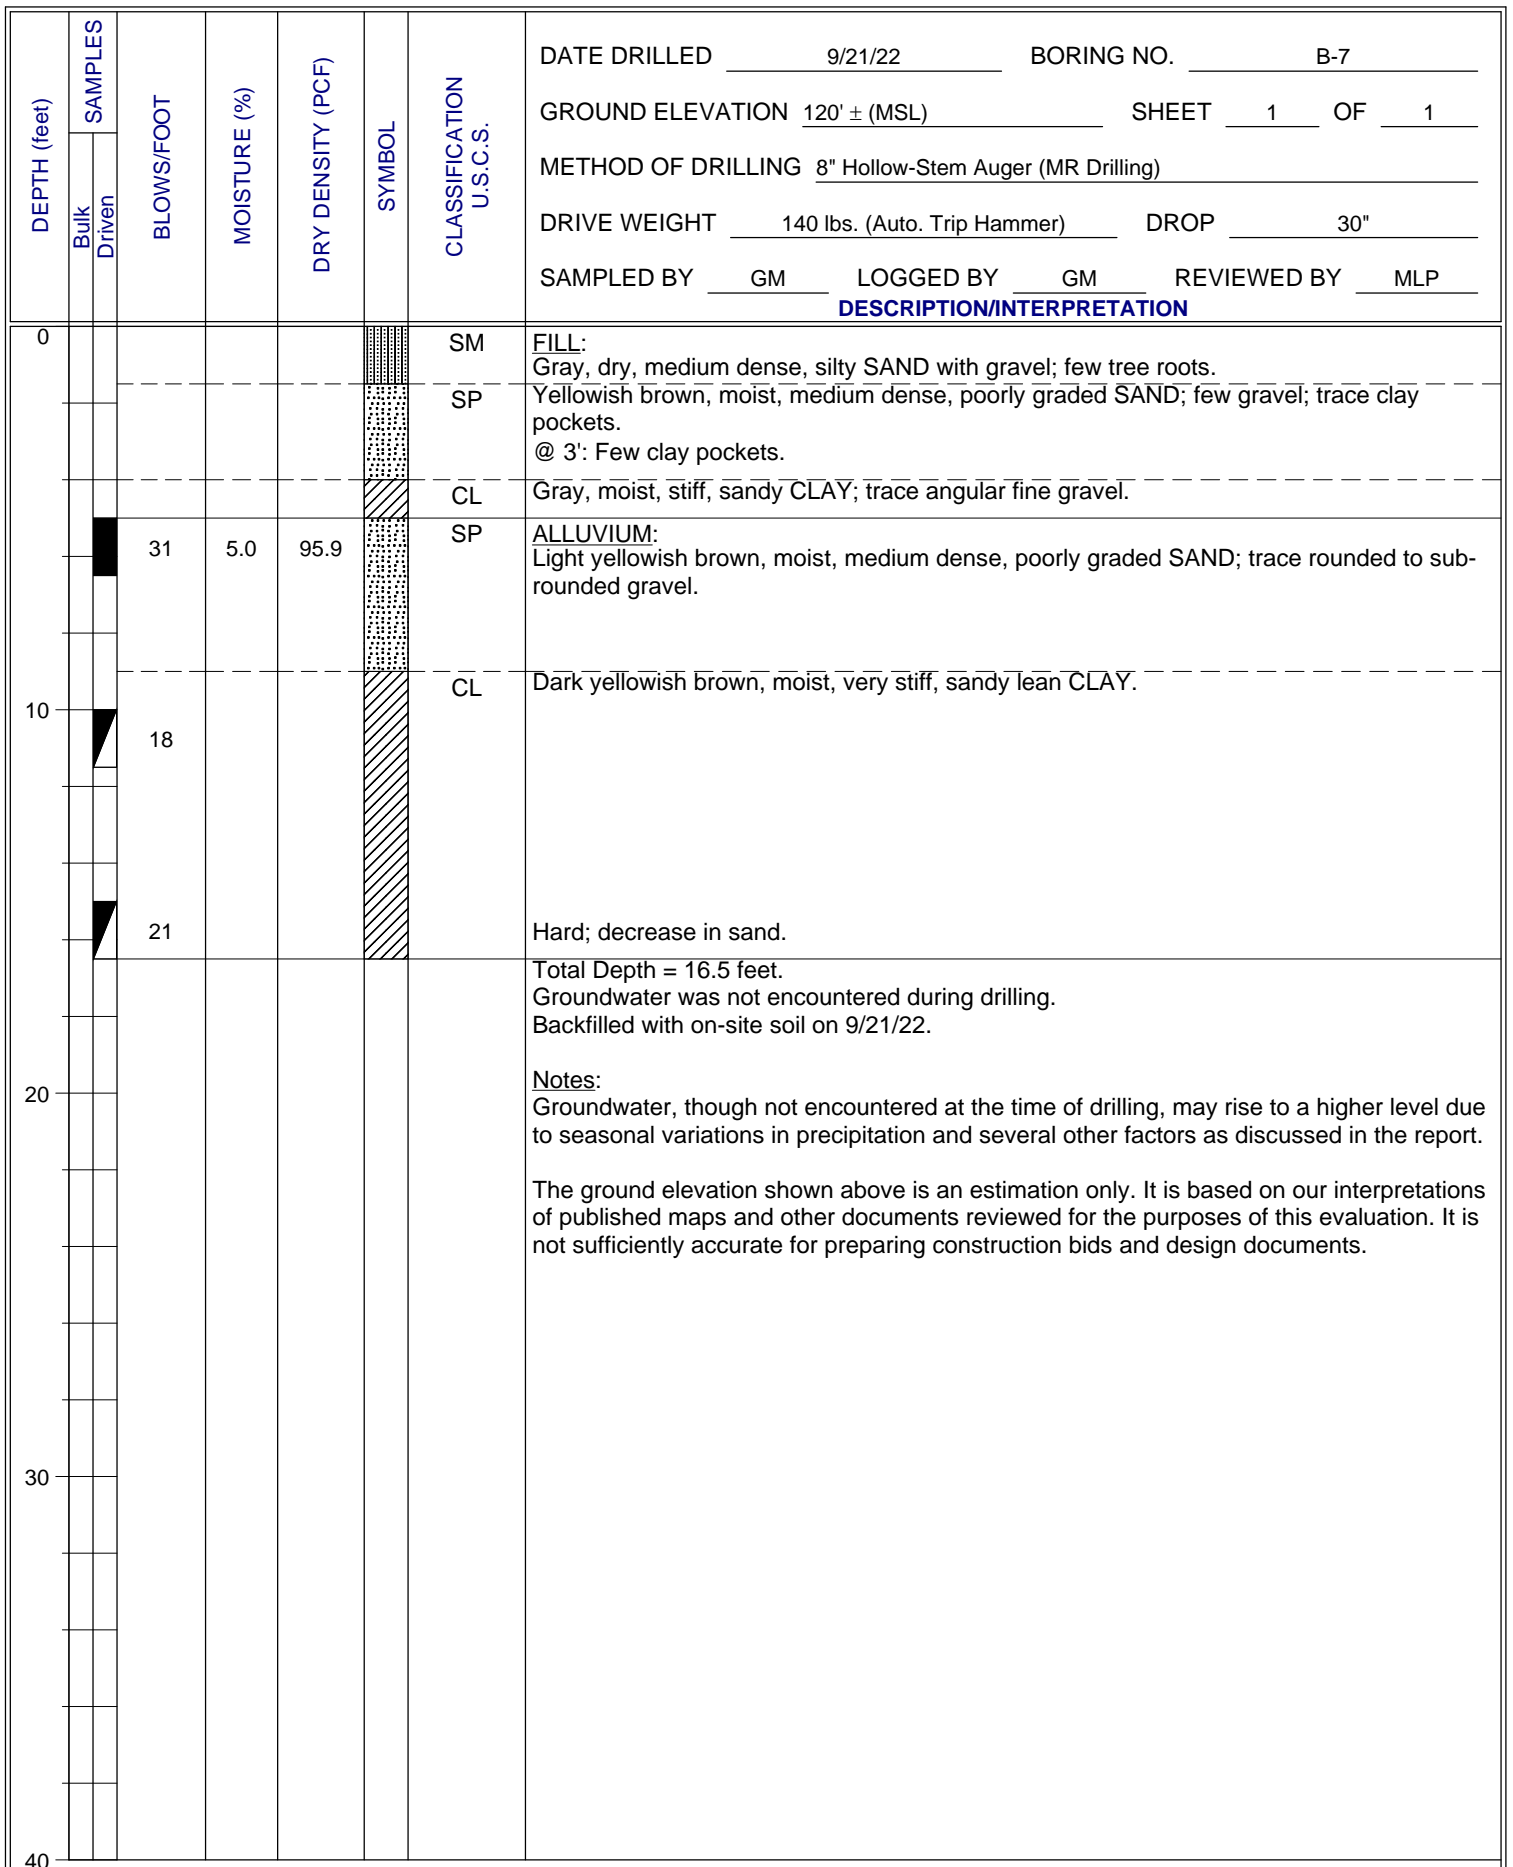 DEPTH (feet)
SAMPLES
Bulk
Driven
BLOWS/FOOT
MOISTURE (%)
DRY DENSITY (PCF)
SYMBOL
CLASSIFICATION
U.S.C.S.
DATE DRILLED 9/21/22 BORING NO. B-7
GROUND ELEVATION 120' ± (MSL) SHEET 1 OF 1
METHOD OF DRILLING 8" Hollow-Stem Auger (MR Drilling)
DRIVE WEIGHT 140 lbs. (Auto. Trip Hammer) DROP 30"
SAMPLED BY GM LOGGED BY GM REVIEWED BY MLP
DESCRIPTION/INTERPRETATION
0 SM FILL:
Gray, dry, medium dense, silty SAND with gravel; few tree roots.
SP Yellowish brown, moist, medium dense, poorly graded SAND; few gravel; trace clay
pockets.
@ 3': Few clay pockets.
CL Gray, moist, stiff, sandy CLAY; trace angular fine gravel.
SP ALLUVIUM:
31 5.0 95.9 Light yellowish brown, moist, medium dense, poorly graded SAND; trace rounded to sub-
rounded gravel.
CL Dark yellowish brown, moist, very stiff, sandy lean CLAY.
10
18
21 Hard; decrease in sand.
Total Depth = 16.5 feet.
Groundwater was not encountered during drilling.
Backfilled with on-site soil on 9/21/22.
Notes:
20
Groundwater, though not encountered at the time of drilling, may rise to a higher level due
to seasonal variations in precipitation and several other factors as discussed in the report.
The ground elevation shown above is an estimation only. It is based on our interpretations
of published maps and other documents reviewed for the purposes of this evaluation. It is
not sufficiently accurate for preparing construction bids and design documents.
30
40